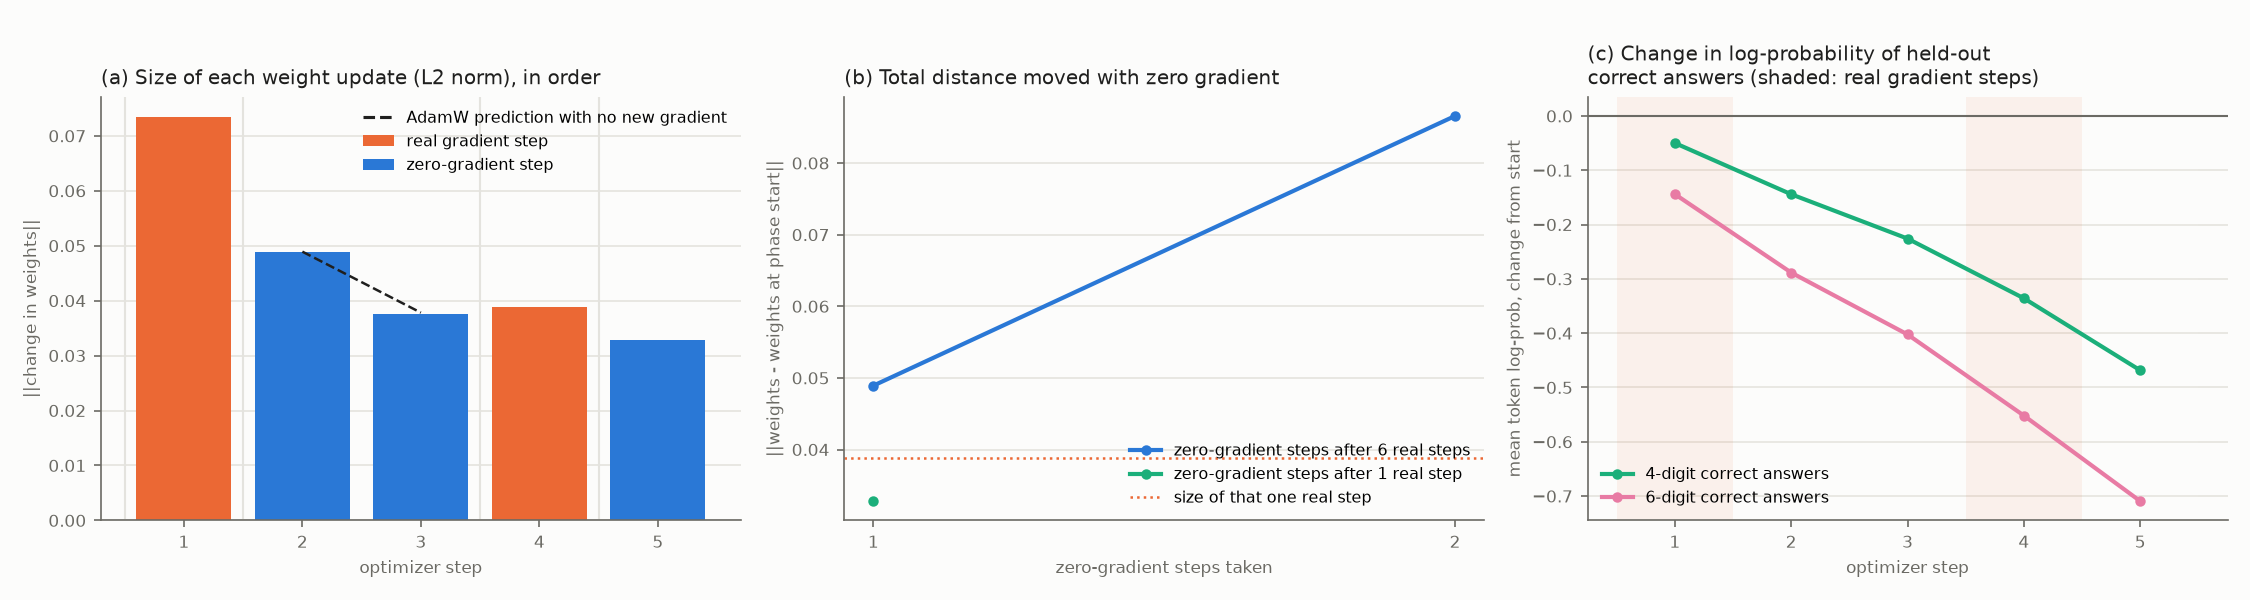 (a) Size of each weight update (L2 norm), in order
AdamW prediction with no new gradient
real gradient step
zero-gradient step
||change in weights||
0.07
0.06
0.05
0.04
0.03
0.02
0.01
0.00
1
2
3
4
5
optimizer step
(b) Total distance moved with zero gradient
||weights - weights at phase start||
0.08
0.07
0.06
0.05
0.04
zero-gradient steps after 6 real steps
zero-gradient steps after 1 real step
size of that one real step
1
2
zero-gradient steps taken
(c) Change in log-probability of held-out
correct answers (shaded: real gradient steps)
mean token log-prob, change from start
0.0
−0.1
−0.2
−0.3
−0.4
−0.5
−0.6
−0.7
4-digit correct answers
6-digit correct answers
1
2
3
4
5
optimizer step